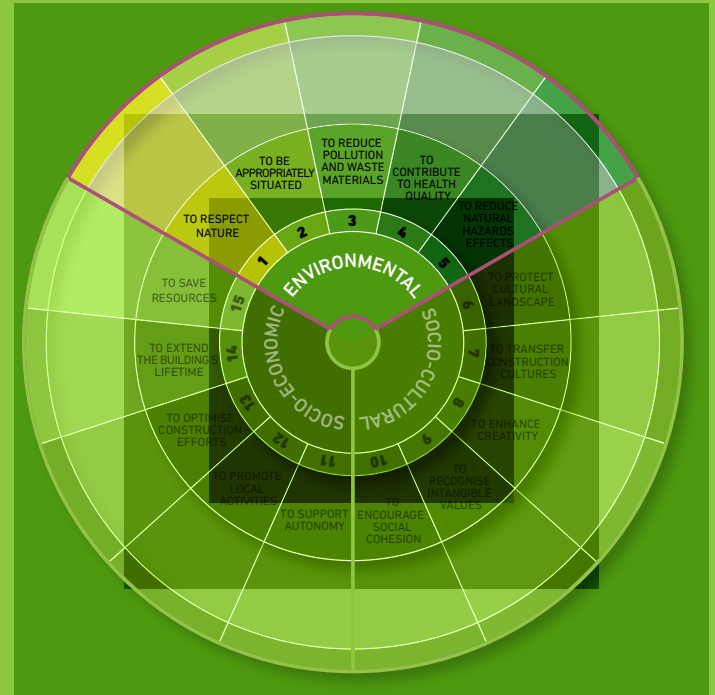 TO RESPECT
NATURE
TO BE
APPROPRIATELY
SITUATED
TO REDUCE
POLLUTION
AND WASTE
MATERIALS
TO
CONTRIBUTE
TO HEALTH
QUALITY
TO REDUCE
NATURAL
HAZARDS
EFFECTS
TO PROTECT
CULTURAL
LANDSCAPE
TO TRANSFER
CONSTRUCTION
CULTURES
TO ENHANCE
CREATIVITY
TO
RECOGNISE
INTANGIBLE
VALUES
TO
ENCOURAGE
SOCIAL
COHESION
TO SUPPORT
AUTONOMY
TO PROMOTE
LOCAL
ACTIVITIES
TO OPTIMISE
CONSTRUCTION
EFFORTS
TO EXTEND
THE BUILDING'S
LIFETIME
TO SAVE
RESOURCES
1
2
3
4
5
6
7
8
9
10
11
12
13
14
15
ENVIRONMENTAL
SOCIO-CULTURAL
SOCIO-ECONOMIC